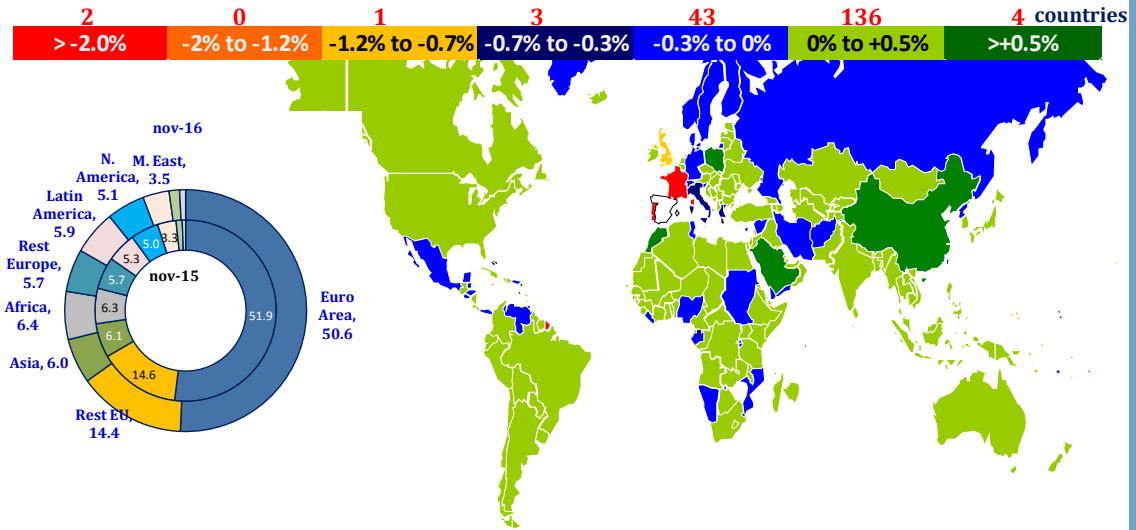 2 0 1 3 43 136 4 countries
> -2.0% -2% to -1.2% -1.2% to -0.7% -0.7% to -0.3% -0.3% to 0% 0% to +0.5% >+0.5%
nov-16
N.
America,
5.1
M. East,
3.5
Latin
America,
5.9
Rest
Europe,
5.7
Africa,
6.4
Asia, 6.0
Rest EU,
14.4
Euro
Area,
50.6
nov-15
3.3
5.0
5.3
5.7
6.3
6.1
14.6
51.9